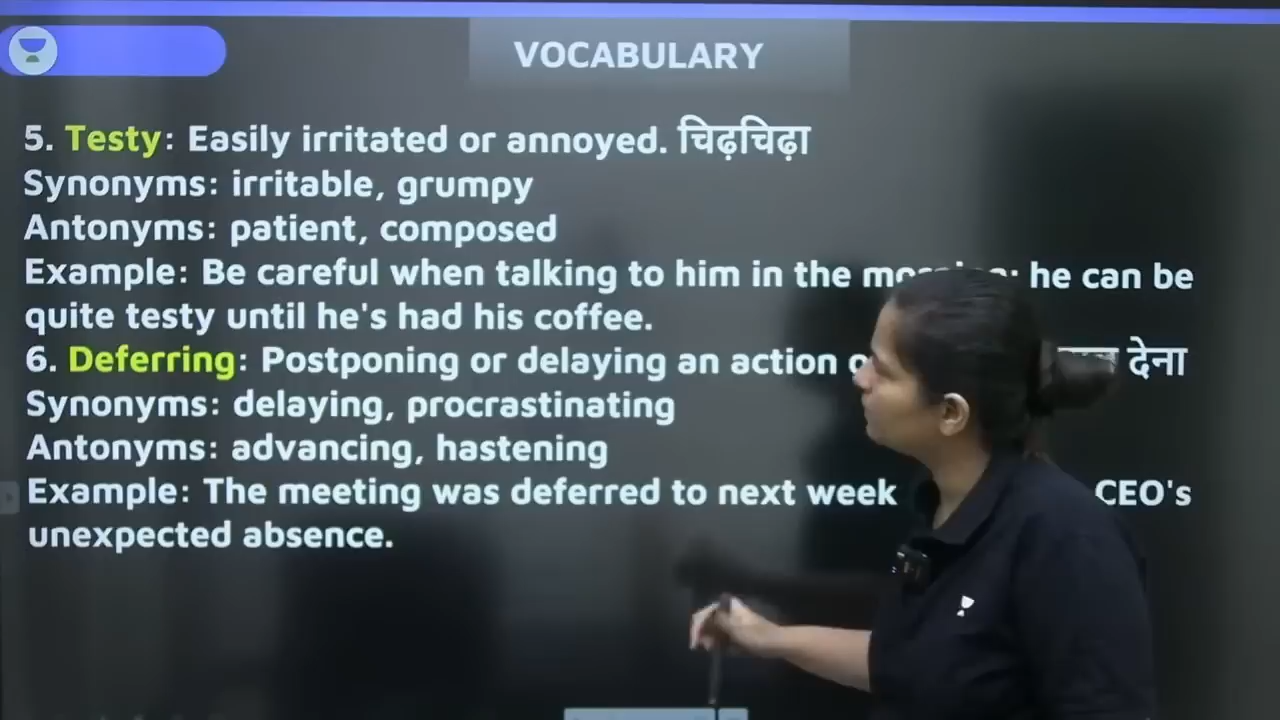 VOCABULARY
5. Testy: Easily irritated or annoyed. चिढ़चिढ़ा
Synonyms: irritable, grumpy
Antonyms: patient, composed
Example: Be careful when talking to him in the he can be
quite testy until he's had his coffee.
6. Deferring: Postponing or delaying an action देना
Synonyms: delaying, procrastinating
Antonyms: advancing, hastening
Example: The meeting was deferred to next week CEO's
unexpected absence.